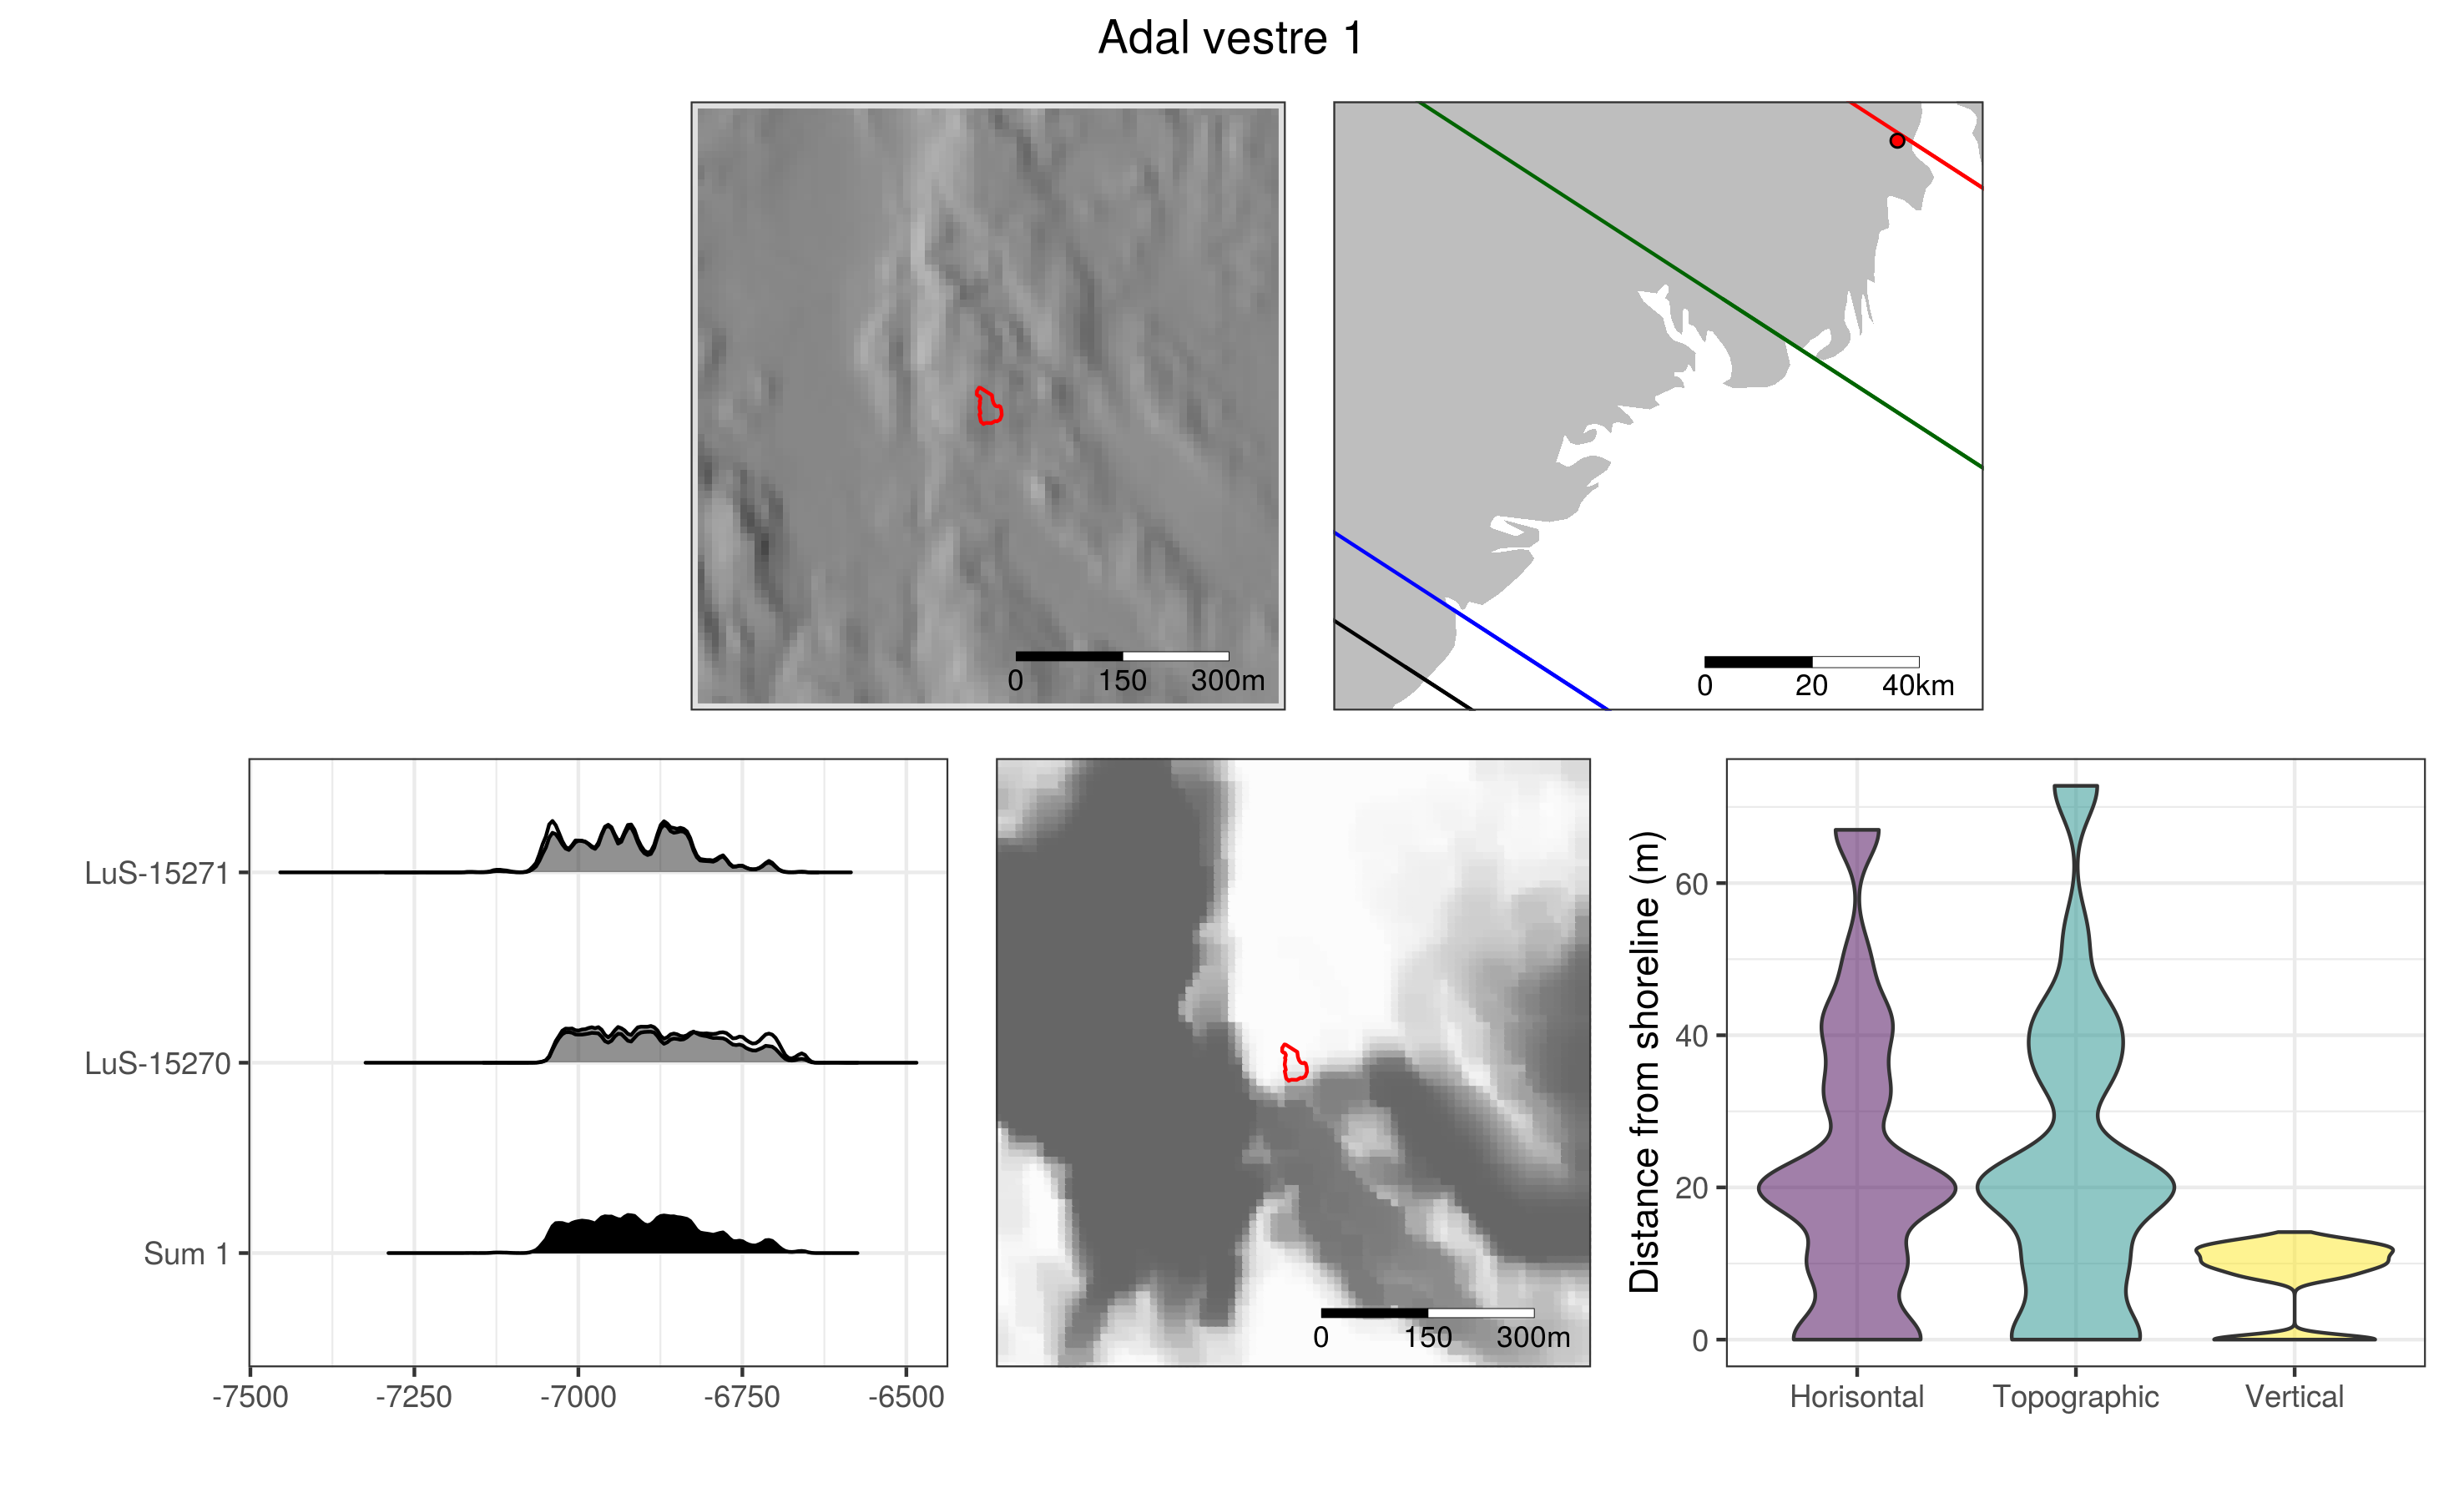 Adal vestre 1
0 150 300m
0 20 40km
LuS-15271
LuS-15270
Sum 1
-7500 -7250 -7000 -6750 -6500
0 150 300m
Distance from shoreline (m)
60
40
20
0
Horisontal Topographic Vertical